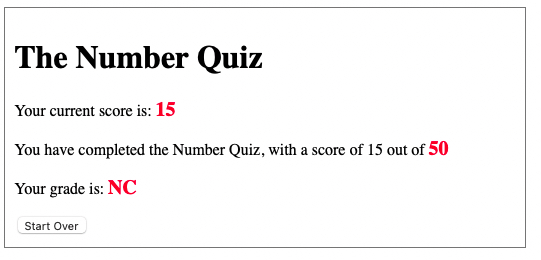 The Number Quiz
Your current score is: 15
You have completed the Number Quiz, with a score of 15 out of 50
Your grade is: NC
Start Over